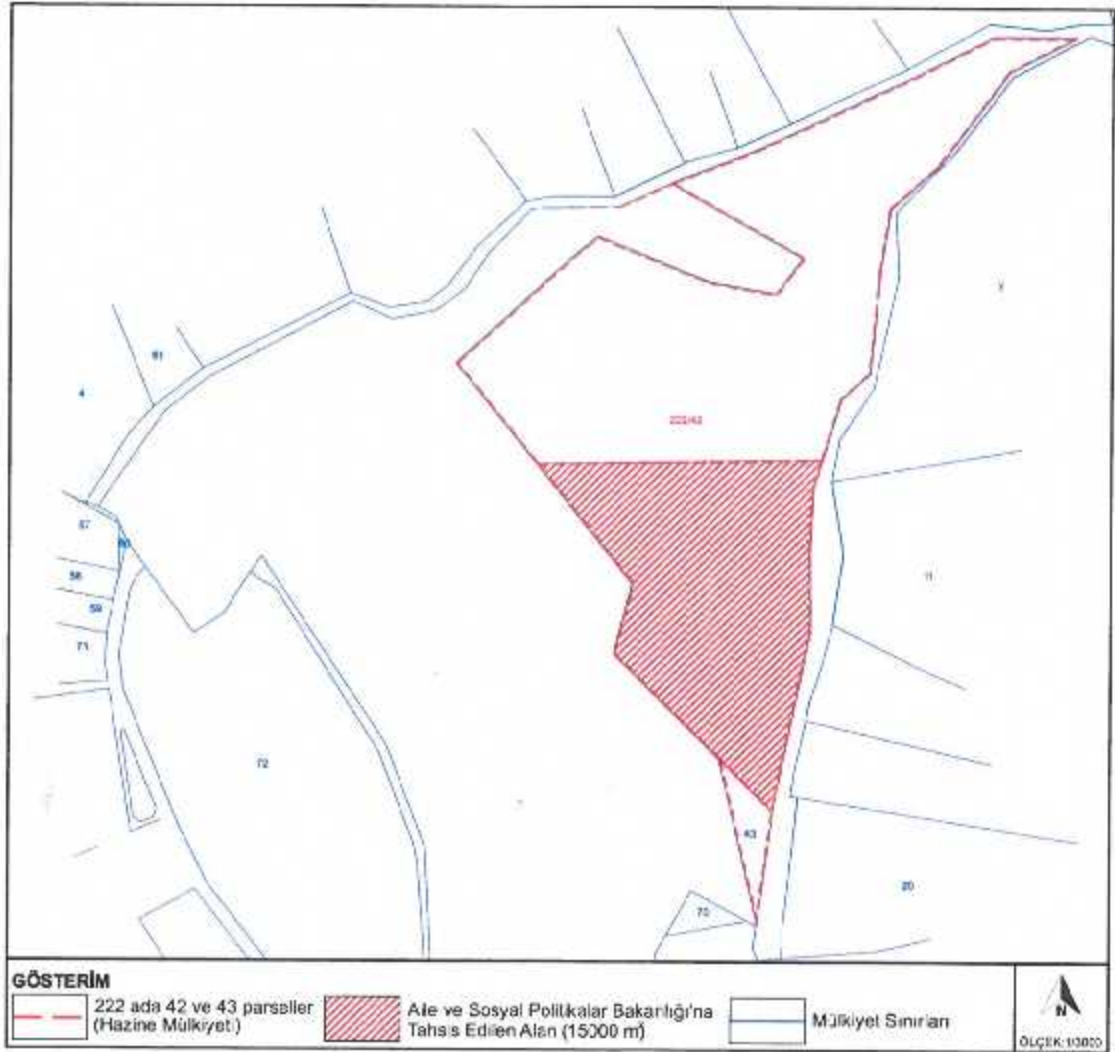 222/42
61
4
57
60
58
59
71
72
11
43
20
73
GÖSTERİM
222 ada 42 ve 43 parseller
(Hazine Mülkiyeti)
Aile ve Sosyal Politikalar Bakanlığı'na
Tahsis Edilen Alan (15000 m²)
Mülkiyet Sınırları
N
ÖLÇEK:1/3000